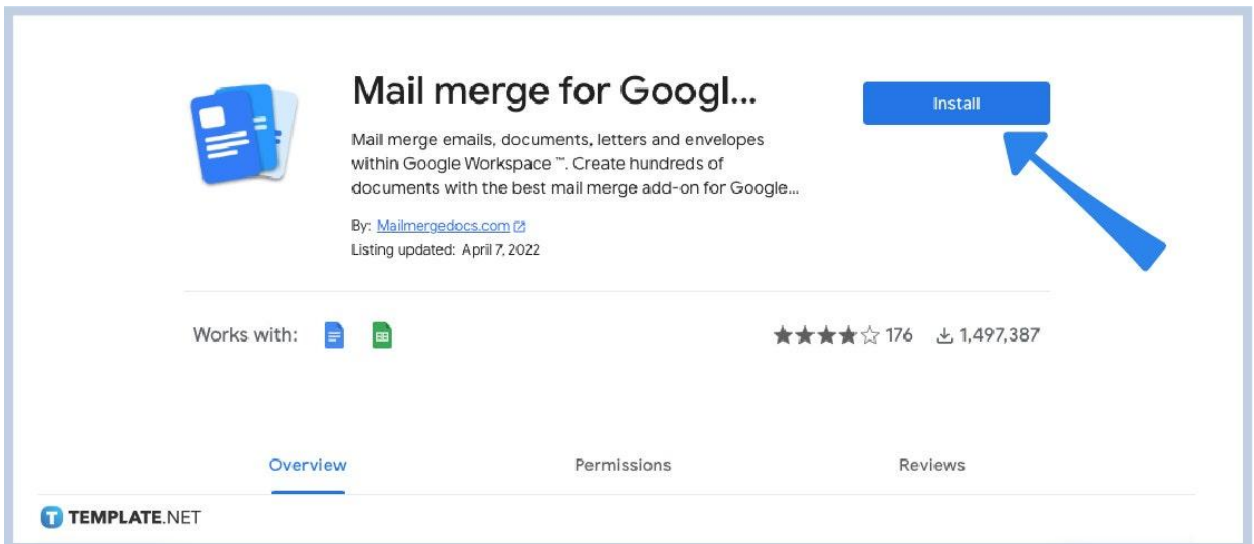 Mail merge for Googl...
Install
Mail merge emails, documents, letters and envelopes
within Google Workspace ™. Create hundreds of
documents with the best mail merge add-on for Google...
By: Mailmergedocs.com
Listing updated: April 7, 2022
Works with:
176 1,497,387
Overview Permissions Reviews
T TEMPLATE.NET